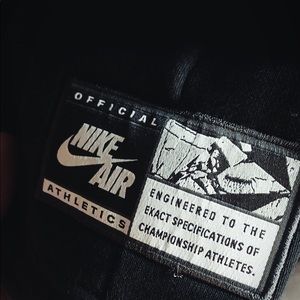 OFFICIAL
NIKE
AIR
ATHLETICS
ENGINEERED TO THE
EXACT SPECIFICATIONS OF
CHAMPIONSHIP ATHLETES.